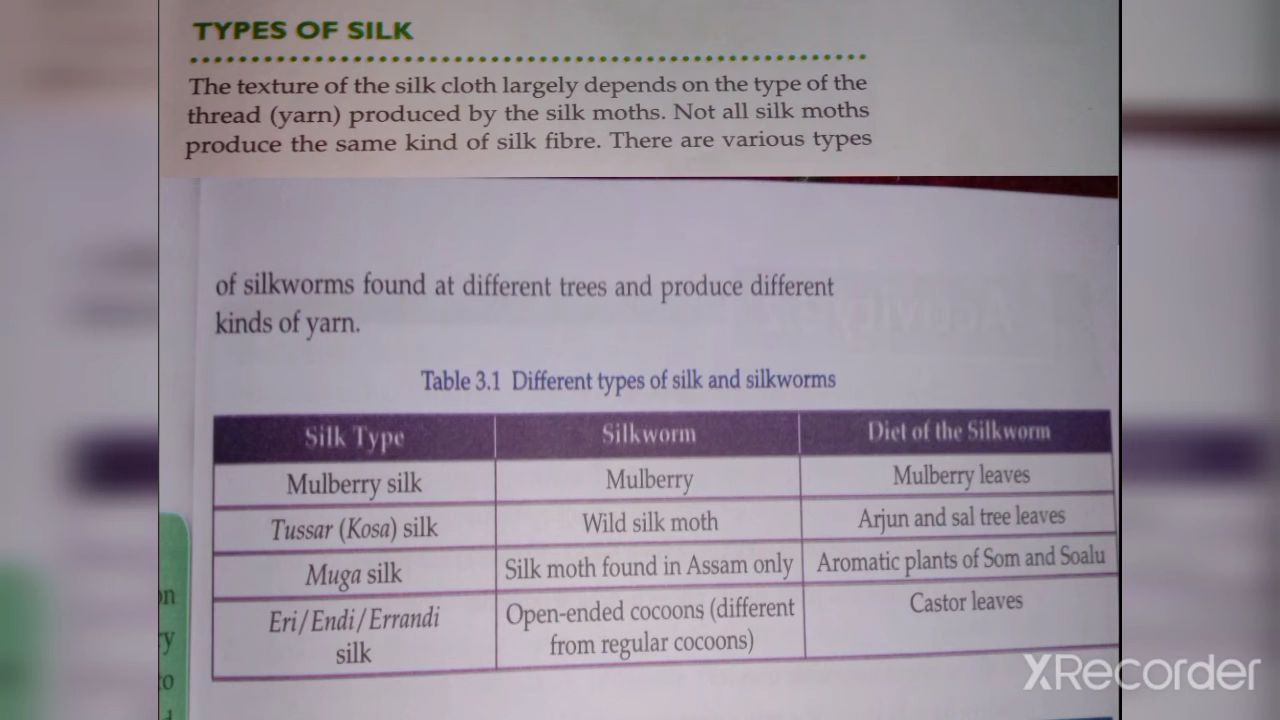 TYPES OF SILK
The texture of the silk cloth largely depends on the type of the
thread (yarn) produced by the silk moths. Not all silk moths
produce the same kind of silk fibre. There are various types
of silkworms found at different trees and produce different
kinds of yarn.
Table 3.1 Different types of silk and silkworms
Silk Type Silkworm Diet of the Silkworm
Mulberry silk Mulberry Mulberry leaves
Tussar (Kosa) silk Wild silk moth Arjun and sal tree leaves
Muga silk Silk moth found in Assam only Aromatic plants of Som and Soalu
Eri/Endi/Errandi Open-ended cocoons (different Castor leaves
silk from regular cocoons)
XRecorder